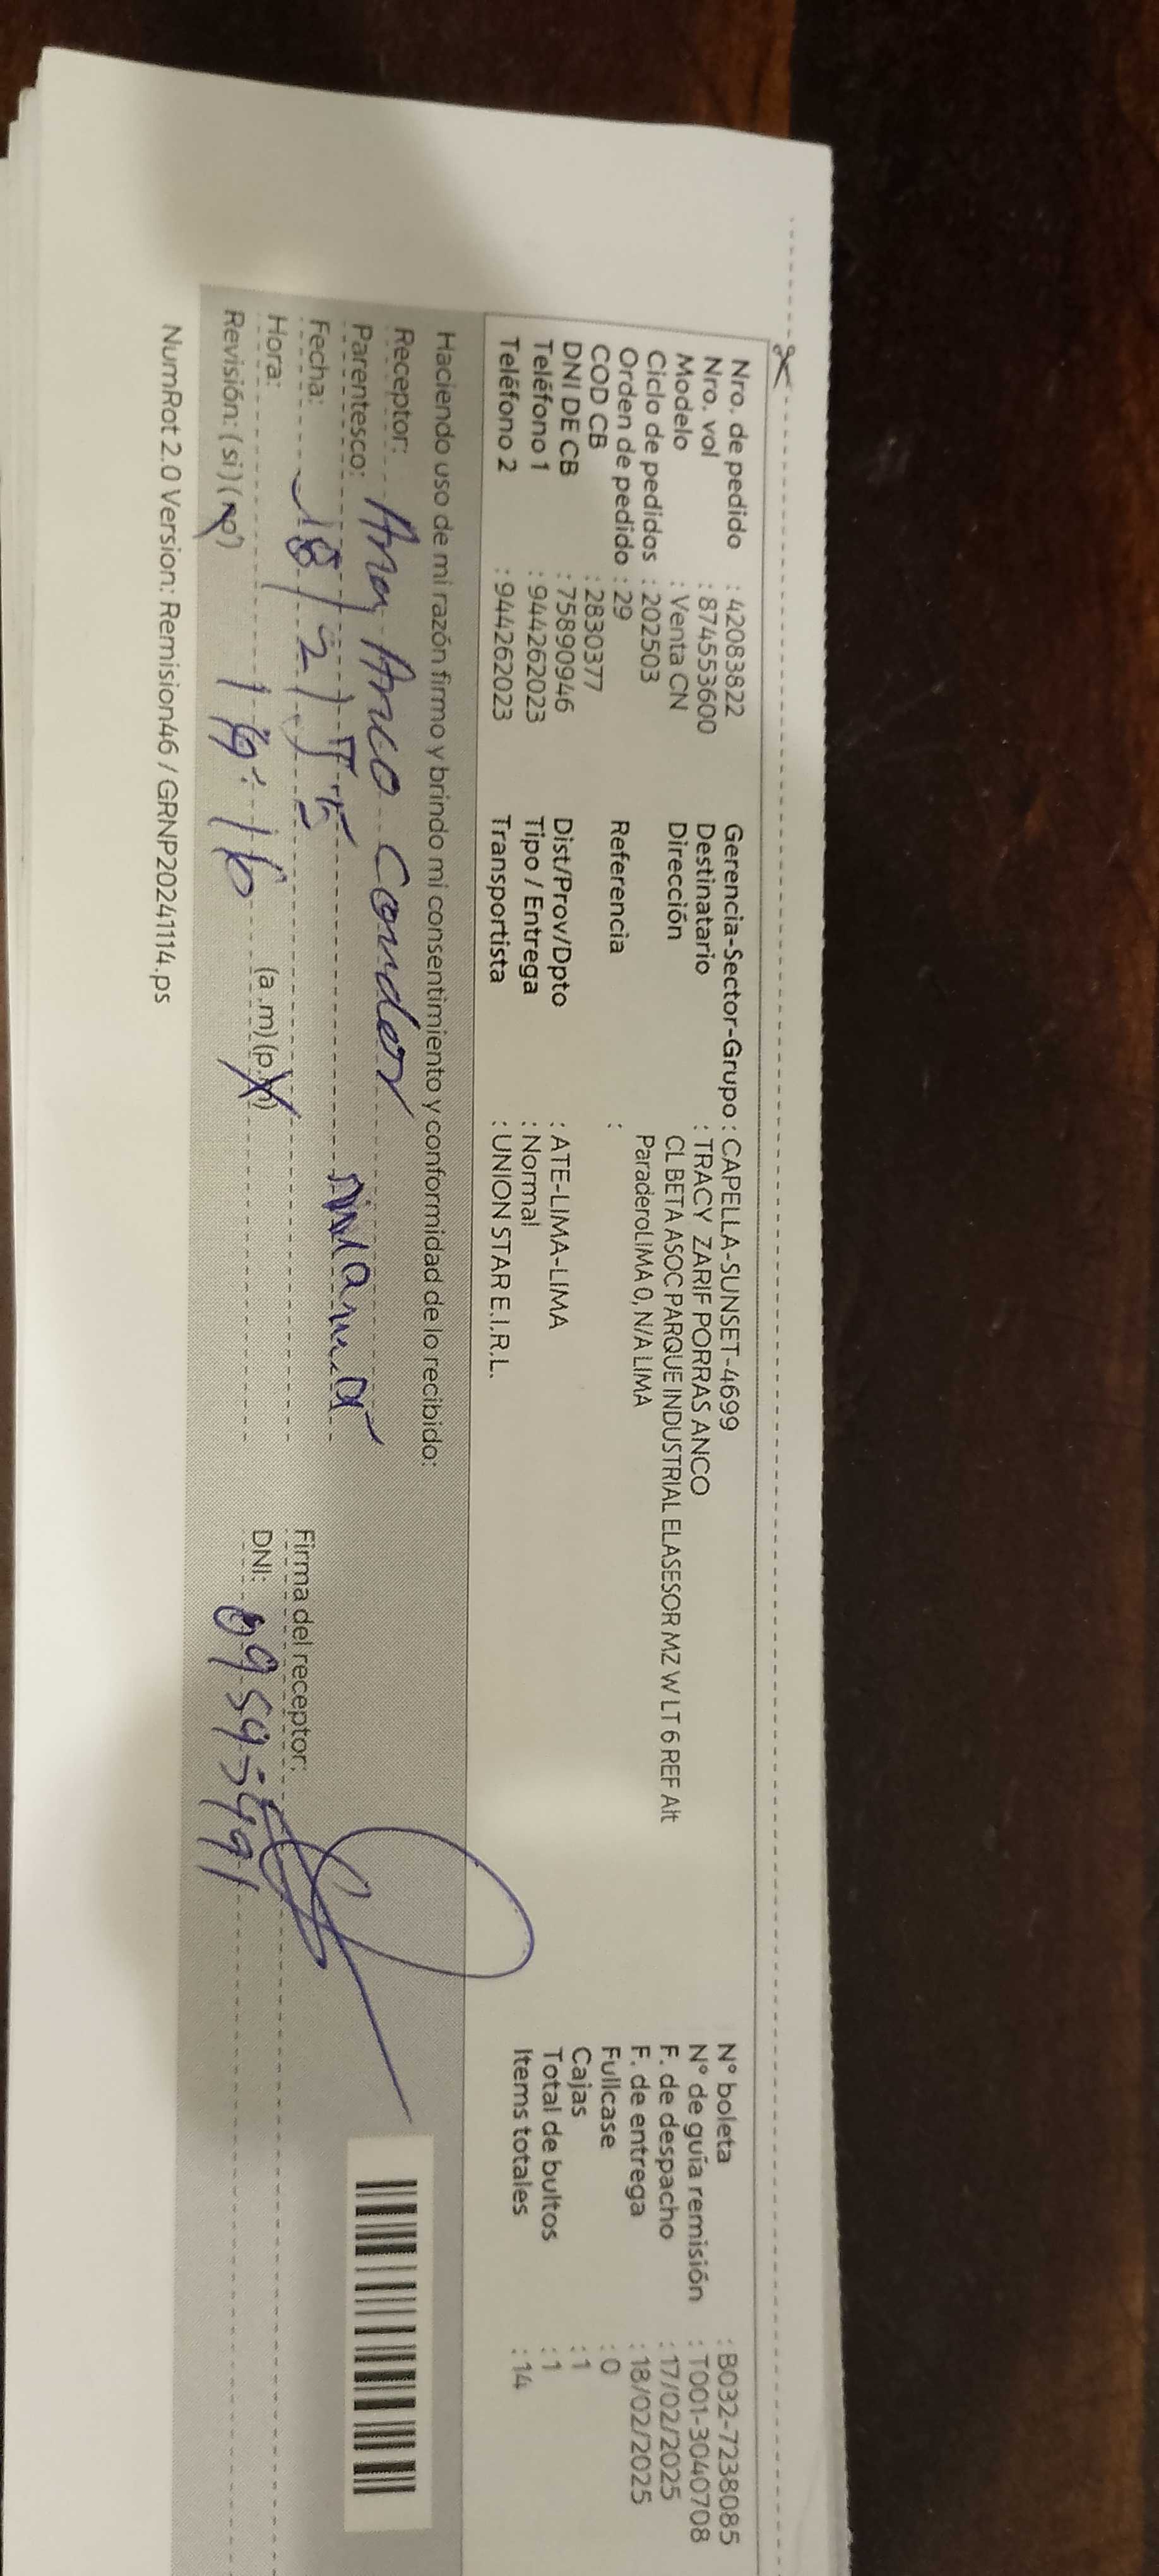 Nro. de pedido : 42083822
Nro. vol : 874553600
Modelo : Venta CN
Ciclo de pedidos : 202503
Orden de pedido : 29
COD CB : 2830377
DNI DE CB : 75890946
Teléfono 1 : 944262023
Teléfono 2 : 944262023
Gerencia-Sector-Grupo : CAPELLA-SUNSET-4699
Destinatario : TRACY ZARIF PORRAS ANCO
Dirección CL BETA ASOC PARQUE INDUSTRIAL ELASESOR MZ W LT 6 REF Alt
ParaderoLIMA 0, N/A LIMA
Referencia :
Dist/Prov/Dpto : ATE-LIMA-LIMA
Tipo / Entrega : Normal
Transportista : UNION STAR E.I.R.L.
N° boleta : B032-7238085
N° de guía remisión : T001-3040708
F. de despacho : 17/02/2025
F. de entrega : 18/02/2025
Fullcase : 0
Cajas : 1
Total de bultos : 1
Items totales : 14
Haciendo uso de mi razón firmo y brindo mi consentimiento y conformidad de lo recibido:
Receptor: Ana Anco Condor
Parentesco: Mama
Fecha: 18/2/
Hora: 19:16 (a.m)(p.m)
Revisión: (si) (no)
Firma del receptor:
DNI:
NumRot 2.0 Version: Remision46 / GRNP20241114.ps